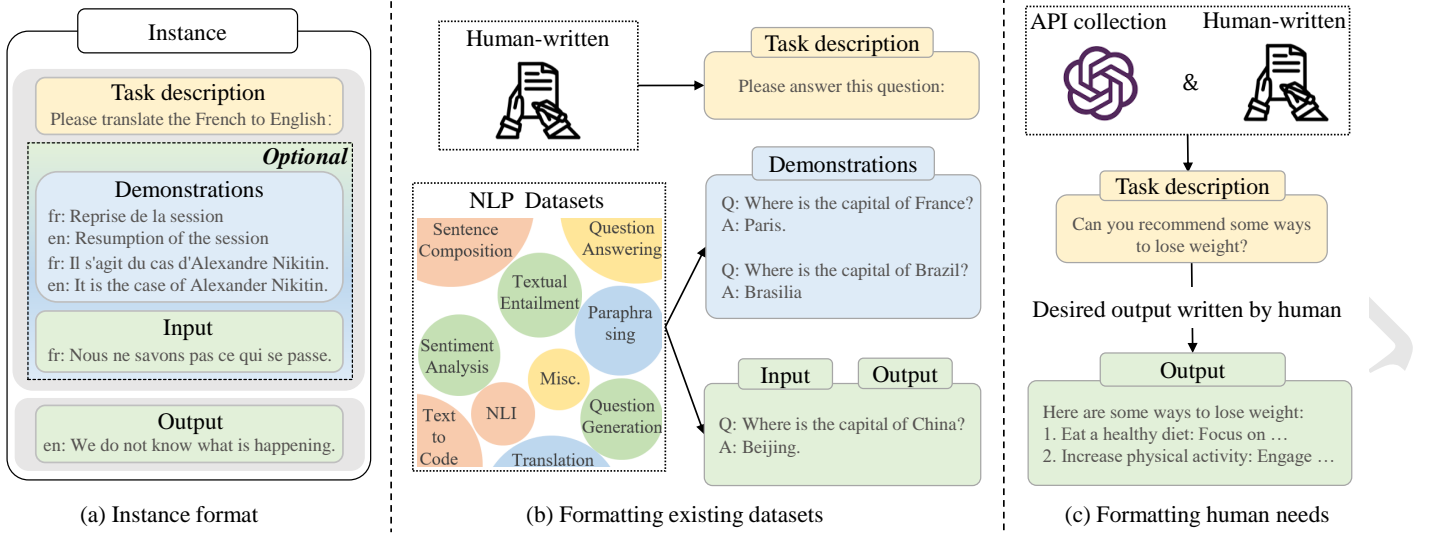 Instance
Task description
Please translate the French to English:
Optional
Demonstrations
fr: Reprise de la session
en: Resumption of the session
fr: Il s'agit du cas d'Alexandre Nikitin.
en: It is the case of Alexander Nikitin.
Input
fr: Nous ne savons pas ce qui se passe.
Output
en: We do not know what is happening.
(a) Instance format
Human-written
Task description
Please answer this question:
NLP Datasets
Sentence
Composition
Question
Answering
Textual
Entailment
Paraphra
sing
Sentiment
Analysis
Misc.
NLI
Question
Generation
Text
to
Code
Translation
Demonstrations
Q: Where is the capital of France?
A: Paris.
Q: Where is the capital of Brazil?
A: Brasilia
Input
Output
Q: Where is the capital of China?
A: Beijing.
(b) Formatting existing datasets
API collection
&
Human-written
Task description
Can you recommend some ways
to lose weight?
Desired output written by human
Output
Here are some ways to lose weight:
1. Eat a healthy diet: Focus on …
2. Increase physical activity: Engage …
(c) Formatting human needs